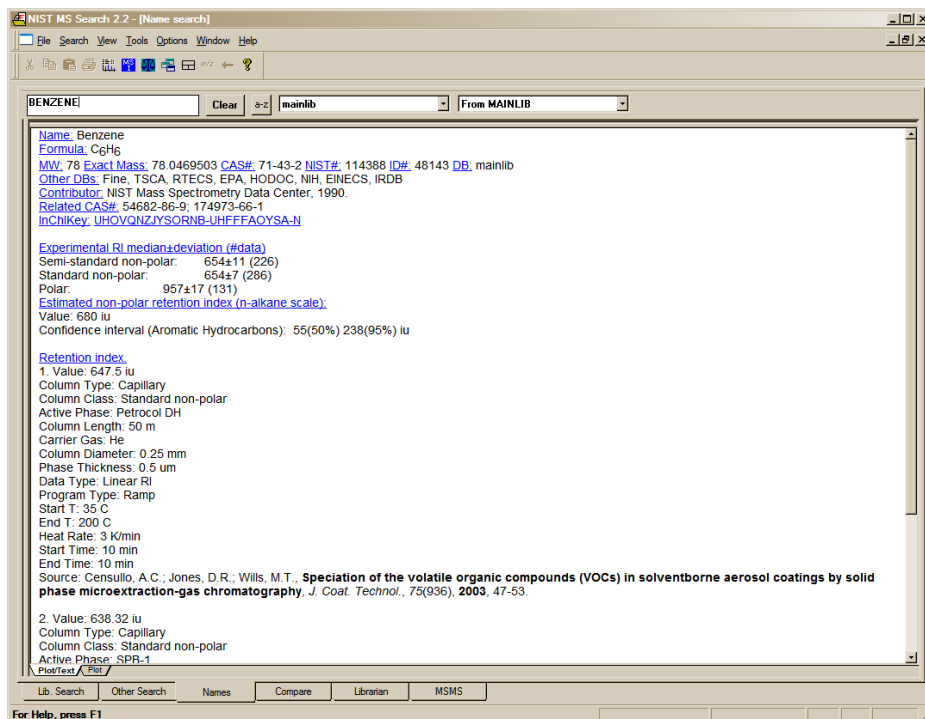 NIST MS Search 2.2 - [Name search]
File Search View Tools Options Window Help
BENZENE Clear a-z mainlib From MAINLIB
Name: Benzene
Formula: C6H6
MW: 78 Exact Mass: 78.0469503 CAS#: 71-43-2 NIST#: 114388 ID#: 48143 DB: mainlib
Other DBs: Fine, TSCA, RTECS, EPA, HODOC, NIH, EINECS, IRDB
Contributor: NIST Mass Spectrometry Data Center, 1990.
Related CAS#: 54682-86-9; 174973-66-1
InChIKey: UHOVQNZJYSORNB-UHFFFAOYSA-N
Experimental RI median±deviation (#data)
Semi-standard non-polar: 654±11 (226)
Standard non-polar: 654±7 (286)
Polar: 957±17 (131)
Estimated non-polar retention index (n-alkane scale):
Value: 680 iu
Confidence interval (Aromatic Hydrocarbons): 55(50%) 238(95%) iu
Retention index.
1. Value: 647.5 iu
Column Type: Capillary
Column Class: Standard non-polar
Active Phase: Petrocol DH
Column Length: 50 m
Carrier Gas: He
Column Diameter: 0.25 mm
Phase Thickness: 0.5 um
Data Type: Linear RI
Program Type: Ramp
Start T: 35 C
End T: 200 C
Heat Rate: 3 K/min
Start Time: 10 min
End Time: 10 min
Source: Censullo, A.C.; Jones, D.R.; Wills, M.T., Speciation of the volatile organic compounds (VOCs) in solventborne aerosol coatings by solid
phase microextraction-gas chromatography, J. Coat. Technol., 75(936), 2003, 47-53.
2. Value: 638.32 iu
Column Type: Capillary
Column Class: Standard non-polar
Active Phase: SPB-1
Plot/Text Plot
Lib. Search Other Search Names Compare Librarian MSMS
For Help, press F1